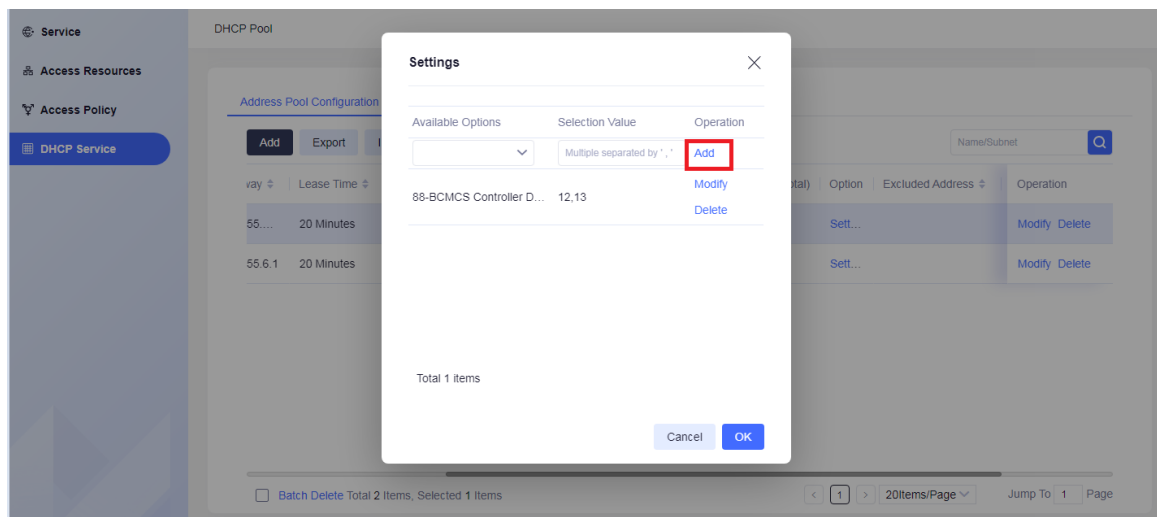 Service
Access Resources
Access Policy
DHCP Service
DHCP Pool
Address Pool Configuration
Add Export
Name/Subnet
way Lease Time
otal) Option Excluded Address Operation
55.... 20 Minutes Sett... Modify Delete
55.6.1 20 Minutes Sett... Modify Delete
Batch Delete Total 2 Items, Selected 1 Items
1 20Items/Page Jump To 1 Page
Settings
Available Options Selection Value Operation
Multiple separated by ' , ' Add
88-BCMCS Controller D... 12,13 Modify
Delete
Total 1 items
Cancel OK